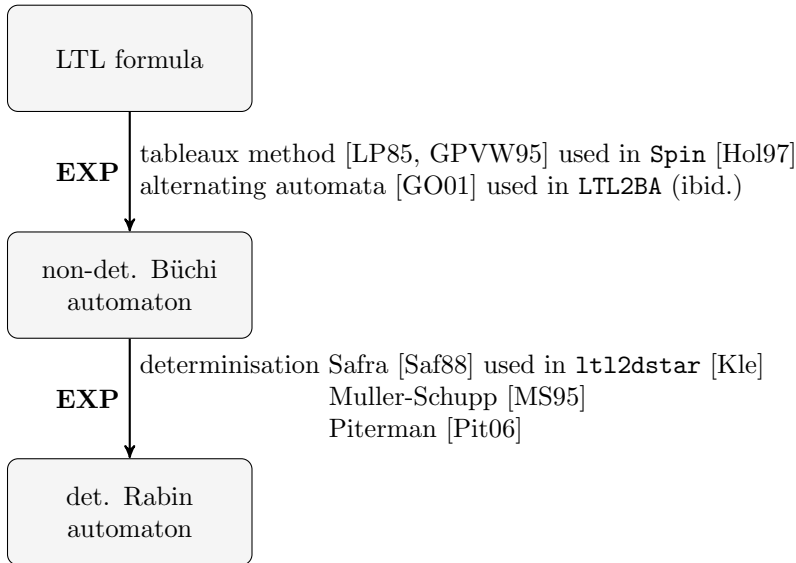 LTL formula
EXP
tableaux method [LP85, GPVW95] used in Spin [Hol97]
alternating automata [GO01] used in LTL2BA (ibid.)
non-det. Büchi
automaton
EXP
determinisation Safra [Saf88] used in ltl2dstar [Kle]
Muller-Schupp [MS95]
Piterman [Pit06]
det. Rabin
automaton